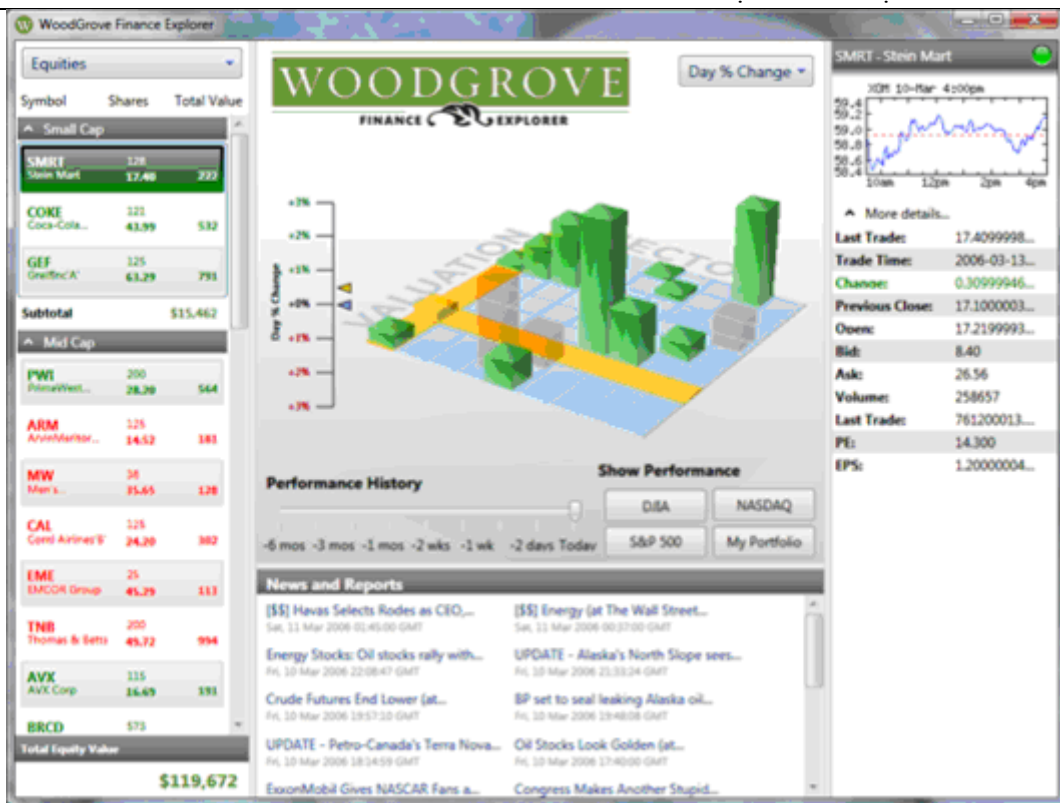 WoodGrove Finance Explorer
Equities
Symbol Shares Total Value
Small Cap
SMRT 128
Stein Mart 17.40 222
COKE 121
Coca-Cola... 43.99 532
GEF 125
63.29 791
Subtotal $15,462
Mid Cap
PWI 200
PrimeWest... 28.20 564
ARM 125
ArvinMeritor... 14.52 181
MW 36
Men's... 35.65 128
CAL 125
Contl Airlines'B' 24.20 302
EME 25
EMCOR Group 45.29 113
TNB 200
Thomas & Betts 45.72 994
AVX 115
AVX Corp 16.69 191
BRCD 573
Total Equity Value
$119,672
WOODGROVE
FINANCE EXPLORER
Day % Change
+3%
+2%
+1%
+0%
+1%
+2%
+3%
Day % Change
VALUATION
SECTOR
Performance History
-6 mos -3 mos -1 mos -2 wks -1 wk -2 days Today
Show Performance
DJIA NASDAQ
S&P 500 My Portfolio
News and Reports
[$$] Havas Selects Rodes as CEO,...
Sat, 11 Mar 2006 01:45:00 GMT
[$$] Energy (at The Wall Street...
Sat, 11 Mar 2006 00:37:00 GMT
Energy Stocks: Oil stocks rally with...
Fri, 10 Mar 2006 22:08:47 GMT
UPDATE - Alaska's North Slope sees...
Fri, 10 Mar 2006 21:33:24 GMT
Crude Futures End Lower (at...
Fri, 10 Mar 2006 19:57:10 GMT
BP set to seal leaking Alaska oil...
Fri, 10 Mar 2006 19:48:08 GMT
UPDATE - Petro-Canada's Terra Nova...
Fri, 10 Mar 2006 18:14:59 GMT
Oil Stocks Look Golden (at...
Fri, 10 Mar 2006 17:40:00 GMT
ExxonMobil Gives NASCAR Fans a...
Congress Makes Another Stupid...
SMRT - Stein Mart
XOM 10-Mar 4:00pm
59.4
59.2
59.0
58.8
58.6
58.4
10am 12pm 2pm 4pm
More details...
Last Trade: 17.4099998...
Trade Time: 2006-03-13...
Change: 0.30999946...
Previous Close: 17.1000003...
Open: 17.2199993...
Bid: 8.40
Ask: 26.56
Volume: 258657
Last Trade: 761200013...
PE: 14.300
EPS: 1.20000004...